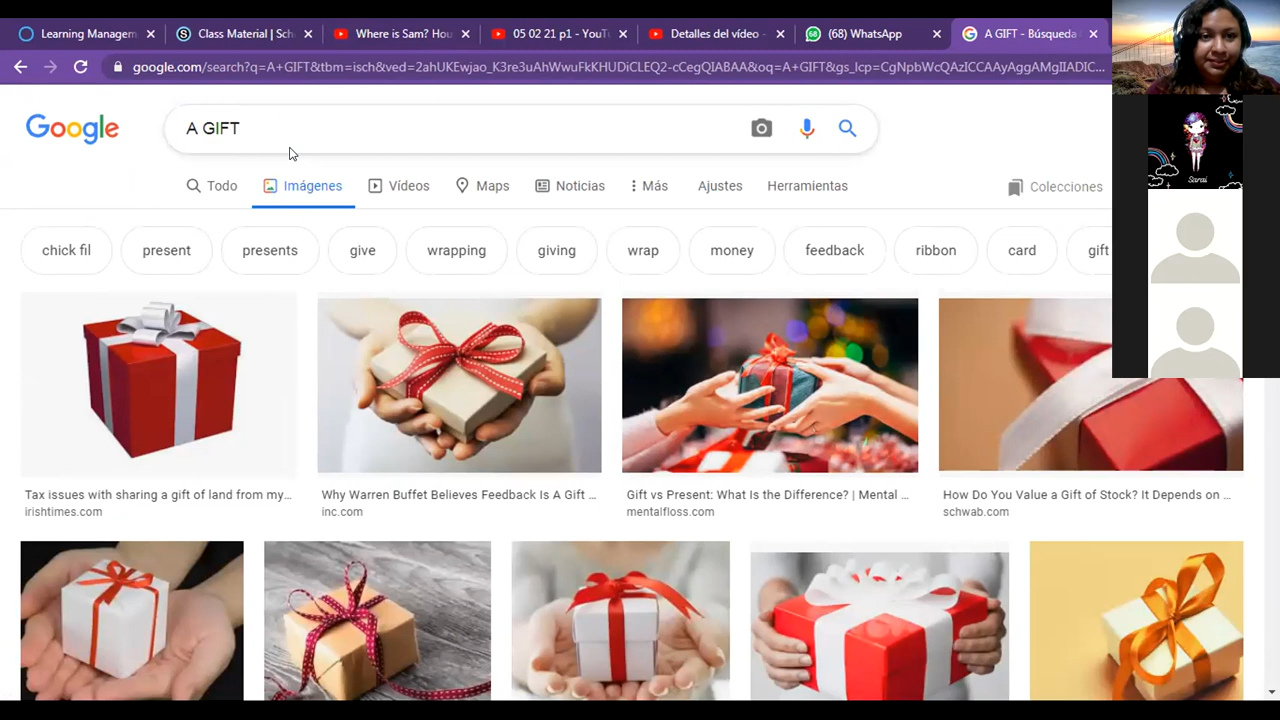 Learning Managem
Class Material | Sch
Where is Sam? Hou
05 02 21 p1 - YouTu
Detalles del vídeo -
(68) WhatsApp
A GIFT - Búsqueda
google.com/search?q=A+GIFT&tbm=isch&ved=2ahUKEwjao_K3e3uAhWwuFkKHUDiCLEQ2-cCegQIABAA&oq=A+GIFT&gs_lcp=CgNpbWcQAzICCAAyAggAMgIIADIC...
Google
A GIFT
Todo
Imágenes
Vídeos
Maps
Noticias
Más
Ajustes
Herramientas
Colecciones
chick fil
present
presents
give
wrapping
giving
wrap
money
feedback
ribbon
card
gift
Tax issues with sharing a gift of land from my...
irishtimes.com
Why Warren Buffet Believes Feedback Is A Gift ...
inc.com
Gift vs Present: What Is the Difference? | Mental ...
mentalfloss.com
How Do You Value a Gift of Stock? It Depends on ...
schwab.com
Sarai